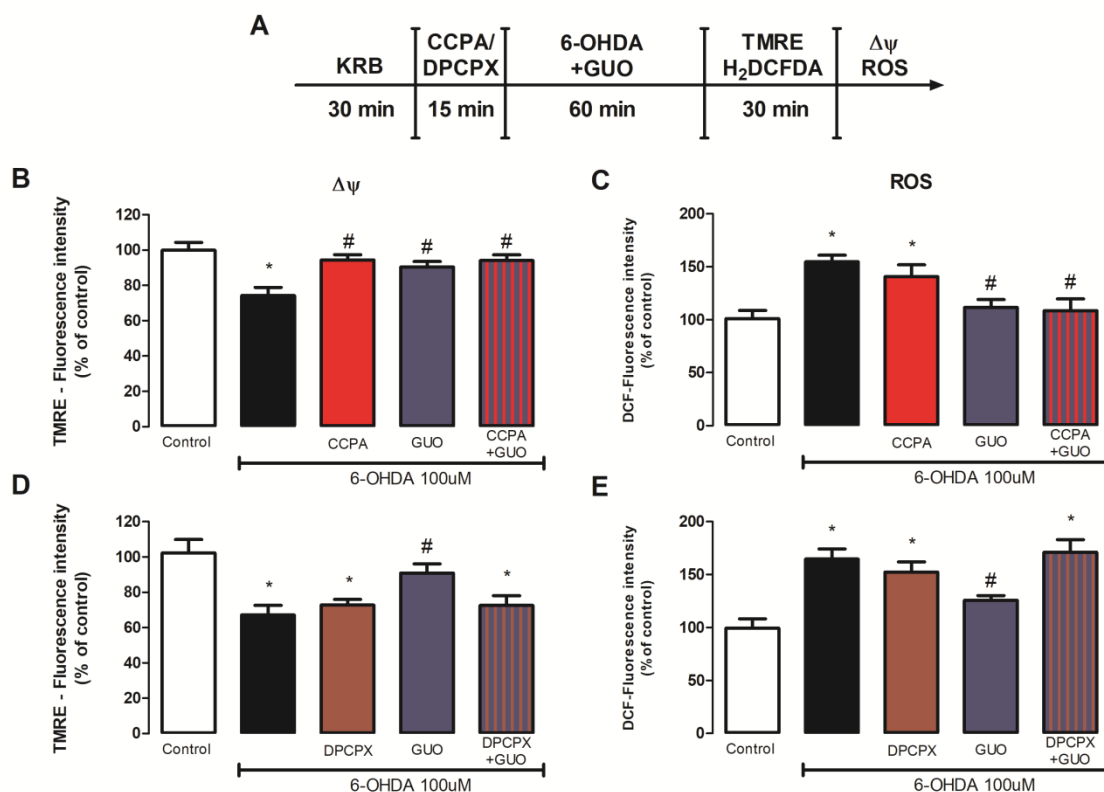 A
KRB
CCPA/
DPCPX
6-OHDA
+GUO
TMRE
H₂DCFDA
Δψ
ROS
30 min
15 min
60 min
30 min
B
Δψ
TMRE - Fluorescence intensity
(% of control)
120
100
80
60
40
20
0
*
#
#
#
Control
CCPA
GUO
CCPA
+GUO
6-OHDA 100uM
C
ROS
DCF-Fluorescence intensity
(%of control)
200
150
100
50
0
*
*
#
#
Control
CCPA
GUO
CCPA
+GUO
6-OHDA 100uM
D
TMRE - Fluorescence intensity
(% of control)
120
100
80
60
40
20
0
*
*
#
*
Control
DPCPX
GUO
DPCPX
+GUO
6-OHDA 100uM
E
DCF-Fluorescence intensity
(%of control)
200
150
100
50
0
*
*
#
*
Control
DPCPX
GUO
DPCPX
+GUO
6-OHDA 100uM